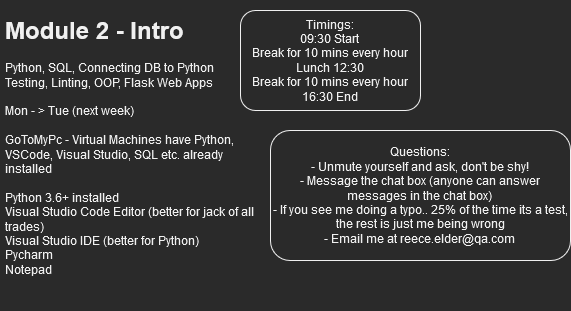 Module 2 - Intro
Python, SQL, Connecting DB to Python
Testing, Linting, OOP, Flask Web Apps
Mon - > Tue (next week)
GoToMyPc - Virtual Machines have Python,
VSCode, Visual Studio, SQL etc. already
installed
Python 3.6+ installed
Visual Studio Code Editor (better for jack of all
trades)
Visual Studio IDE (better for Python)
Pycharm
Notepad
Timings:
09:30 Start
Break for 10 mins every hour
Lunch 12:30
Break for 10 mins every hour
16:30 End
Questions:
- Unmute yourself and ask, don't be shy!
- Message the chat box (anyone can answer
messages in the chat box)
- If you see me doing a typo.. 25% of the time its a test,
the rest is just me being wrong
- Email me at reece.elder@qa.com